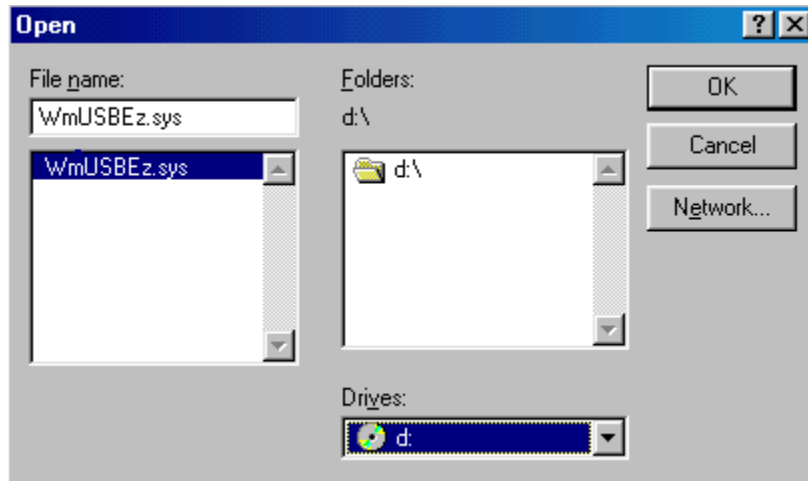 Open
File name:
WmUSBEz.sys
WmUSBEz.sys
Folders:
d:\
d:\
Drives:
d:
OK
Cancel
Network...